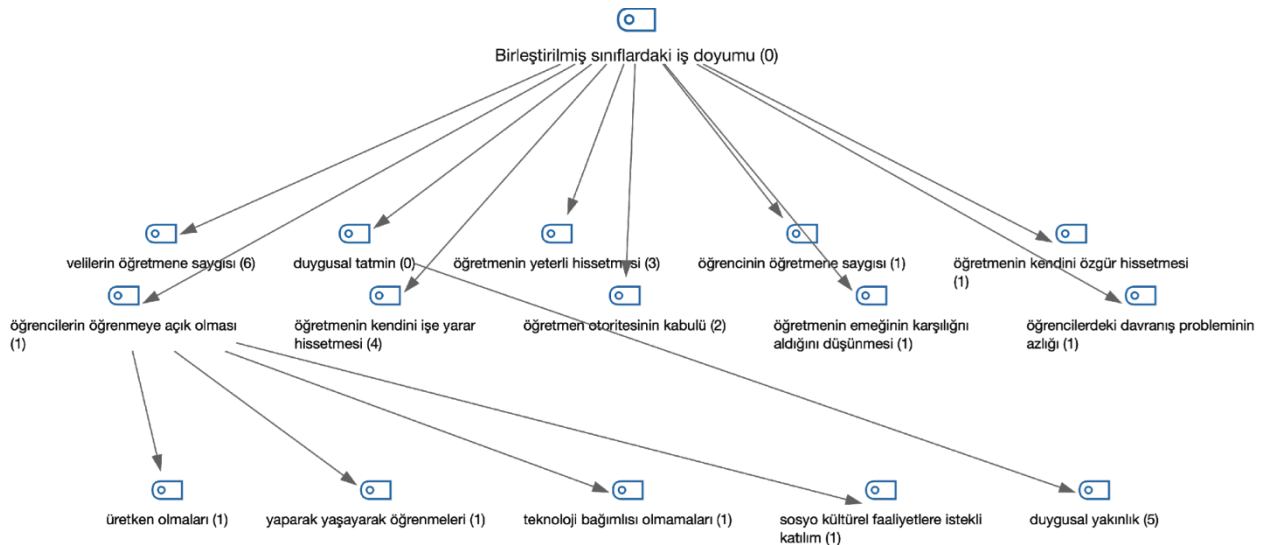 Birleştirilmiş sınıflardaki iş doyumu (0)
velilerin öğretmene saygısı (6)
duygusal tatmin (0)
öğretmenin yeterli hissetmesi (3)
öğrencinin öğretmene saygısı (1)
öğretmenin kendini özgür hissetmesi
(1)
öğrencilerin öğrenmeye açık olması
(1)
öğretmenin kendini işe yarar
hissetmesi (4)
öğretmen otoritesinin kabulü (2)
öğretmenin emeğinin karşılığnı
aldığını düşünmesi (1)
öğrencilerdeki davranış probleminin
azlığı (1)
üretken olmaları (1)
yaparak yaşayarak öğrenmeleri (1)
teknoloji bağımlısı olmamaları (1)
sosyo kültürel faaliyetlere istekli
katılım (1)
duygusal yakınlık (5)